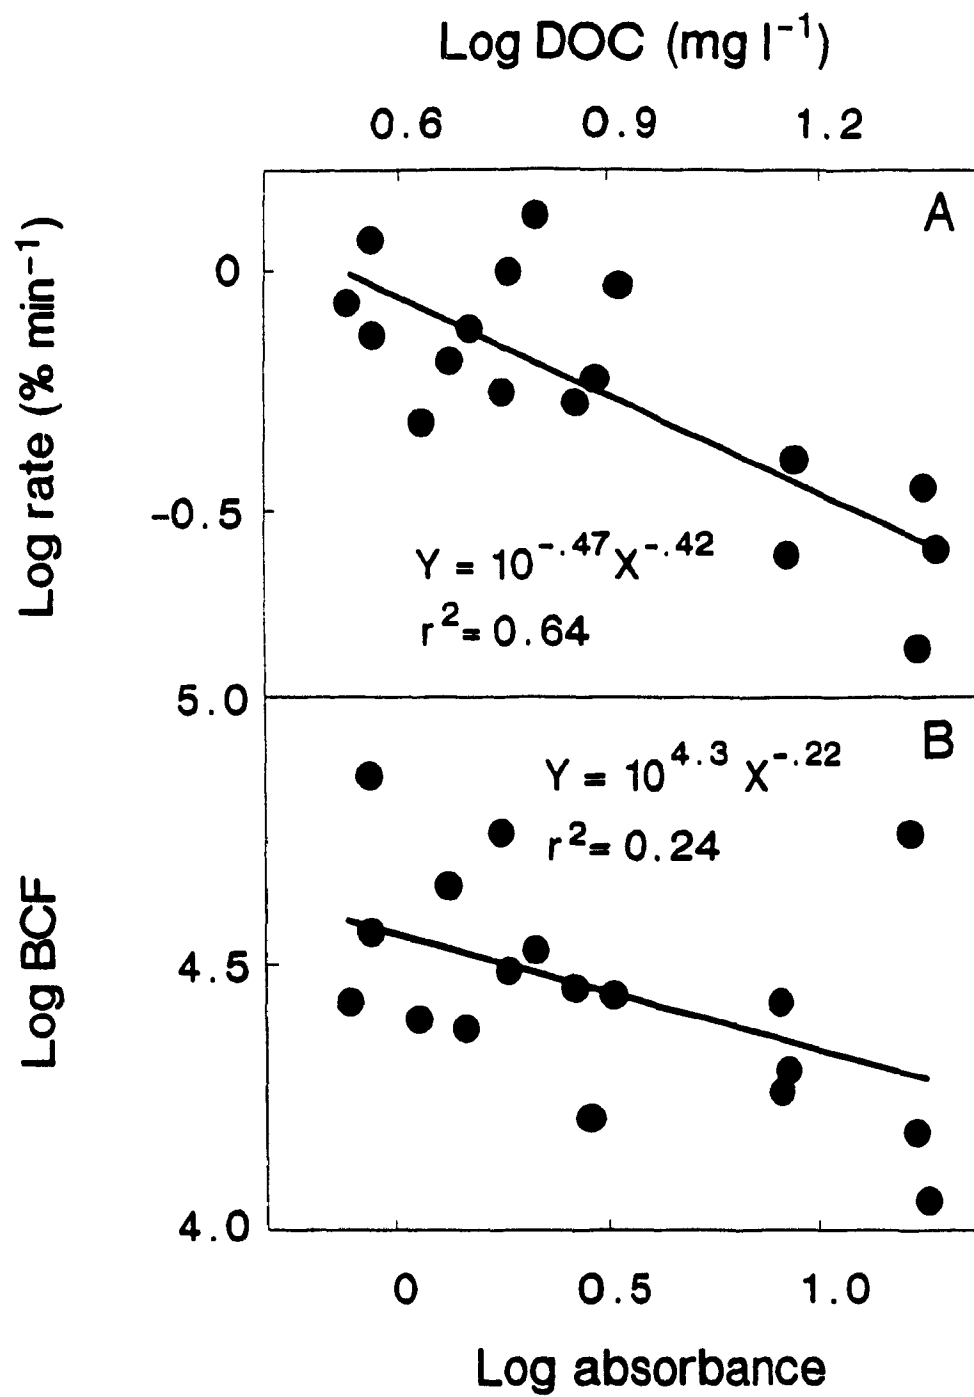 Log DOC (mg l⁻¹)
0.6 0.9 1.2
A
Log rate (% min⁻¹)
0
-0.5
Y = 10⁻·⁴⁷X⁻·⁴²
r²= 0.64
5.0
B
Y = 10⁴·³ X⁻·²²
r²= 0.24
Log BCF
4.5
4.0
0 0.5 1.0
Log absorbance